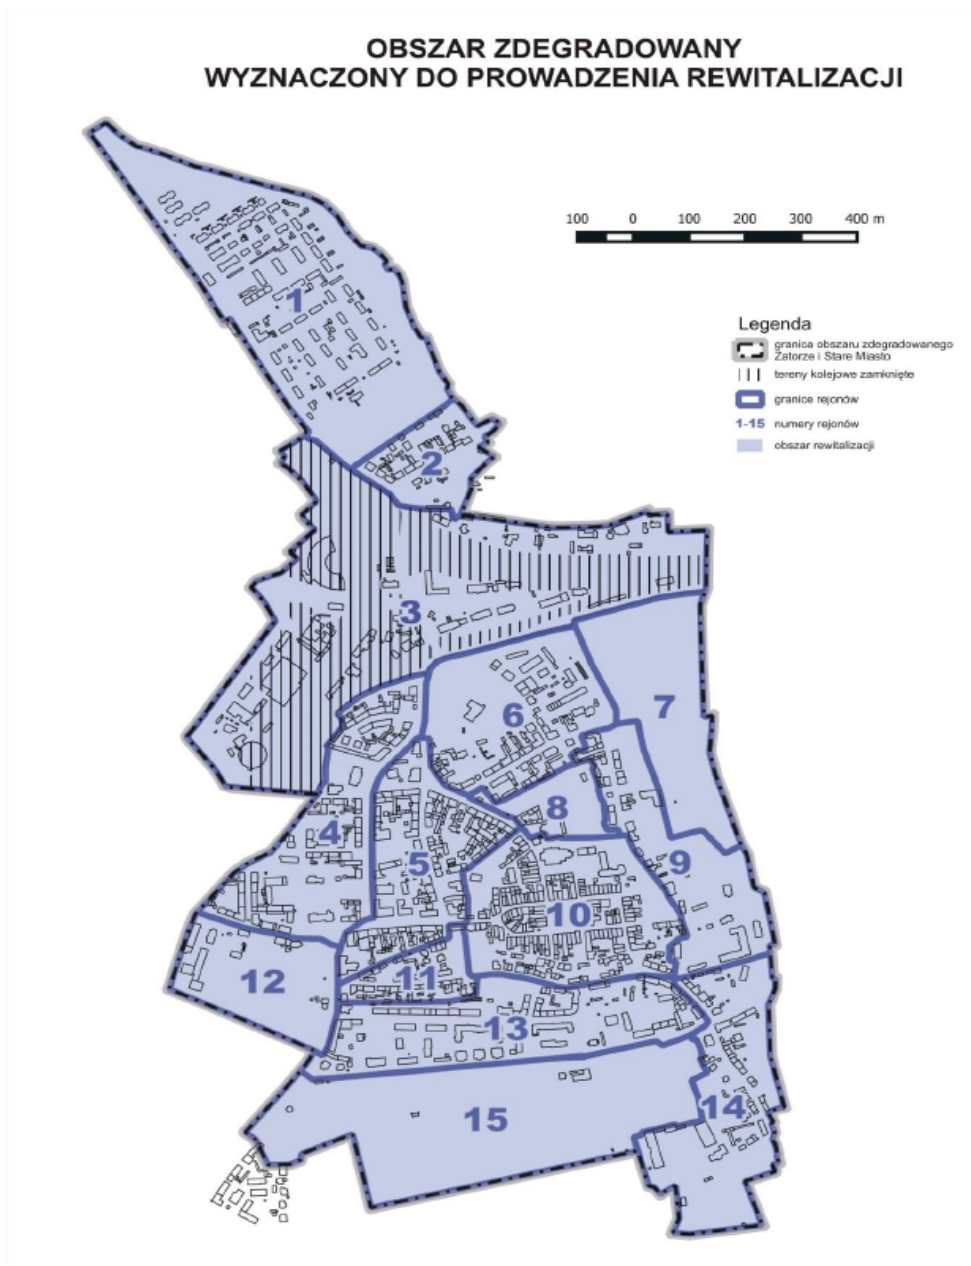 OBSZAR ZDEGRADOWANY
WYZNACZONY DO PROWADZENIA REWITALIZACJI
100 0 100 200 300 400 m
Legenda
granica obszaru zdegradowanego
Zatorze i Stare Miasto
tereny kolejowe zamknięte
granice rejonów
1-15 numery rejonów
obszar rewitalizacji
1
2
3
6
7
8
4
5
9
10
11
12
13
14
15